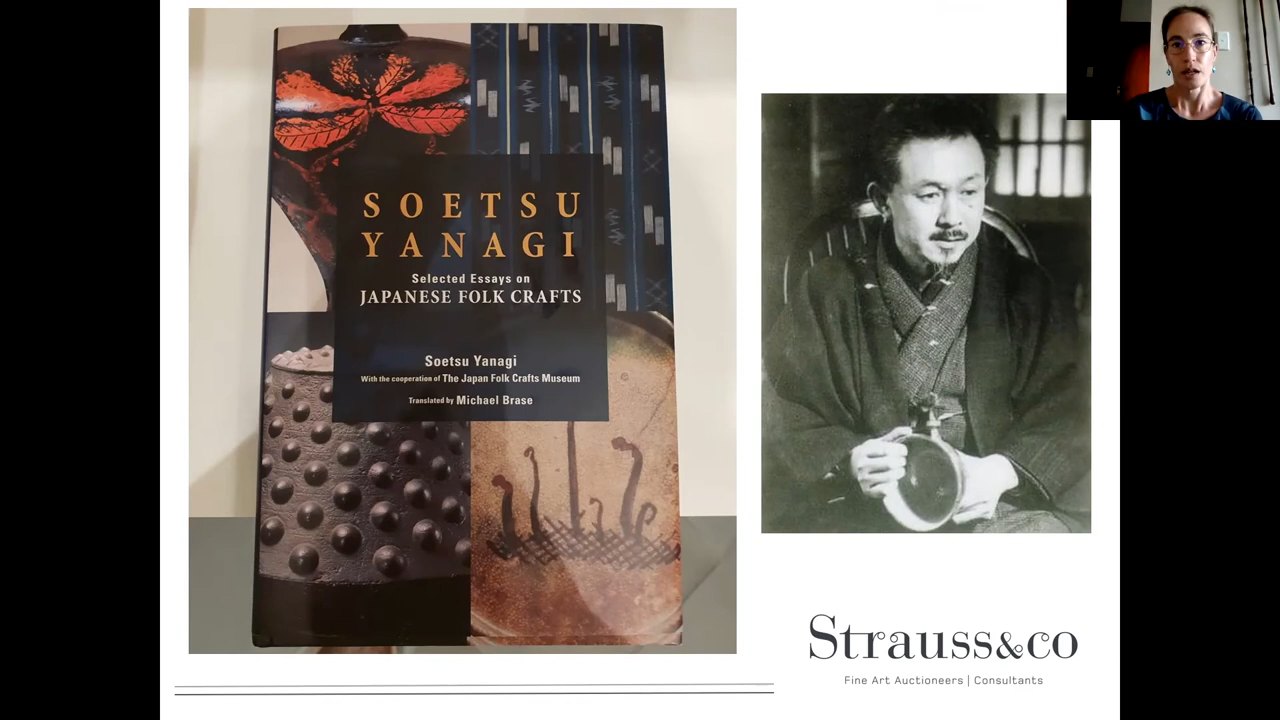 SOETSU
YANAGI
Selected Essays on
JAPANESE FOLK CRAFTS
Soetsu Yanagi
With the cooperation of The Japan Folk Crafts Museum
Translated by Michael Brase
Strauss&co
Fine Art Auctioneers | Consultants